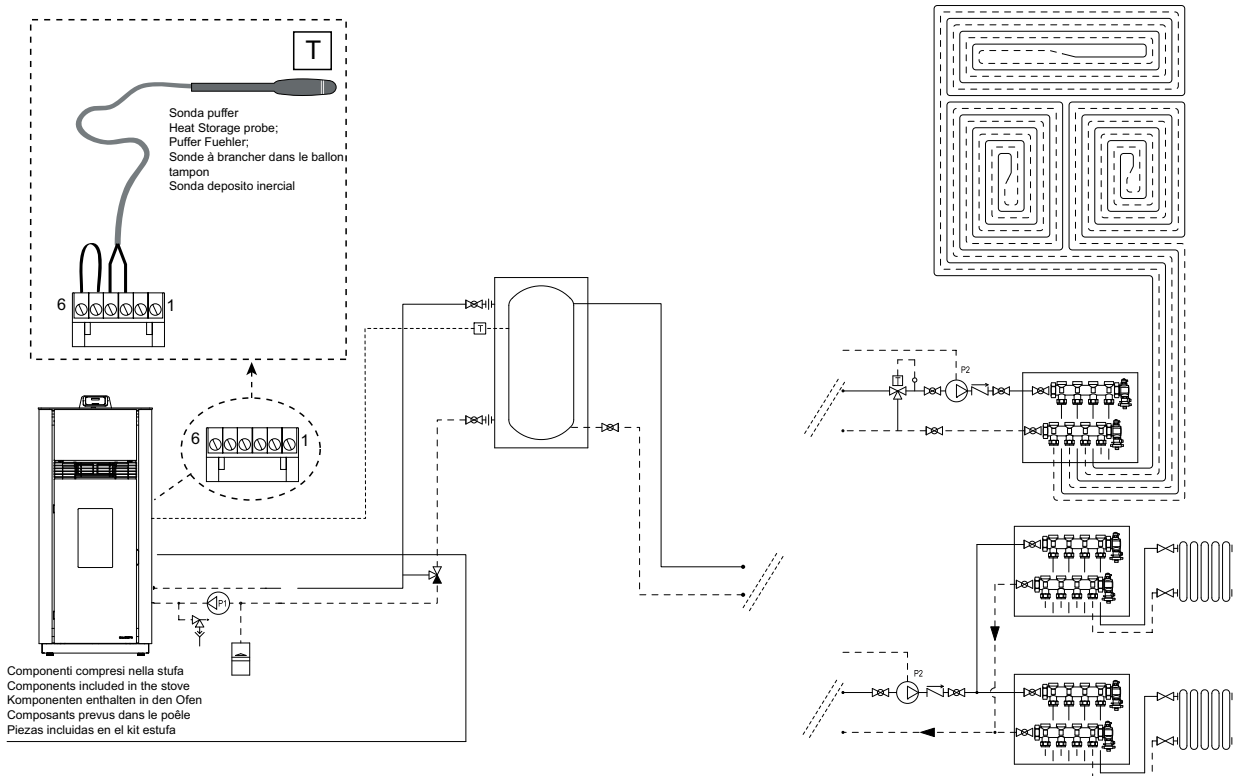 T
Sonda puffer
Heat Storage probe;
Puffer Fuehler;
Sonde à brancher dans le ballon
tampon
Sonda deposito inercial
6
1
6
1
T
P1
Componenti compresi nella stufa
Components included in the stove
Komponenten enthalten in den Ofen
Composants prevus dans le poêle
Piezas incluidas en el kit estufa
T
P2
P2